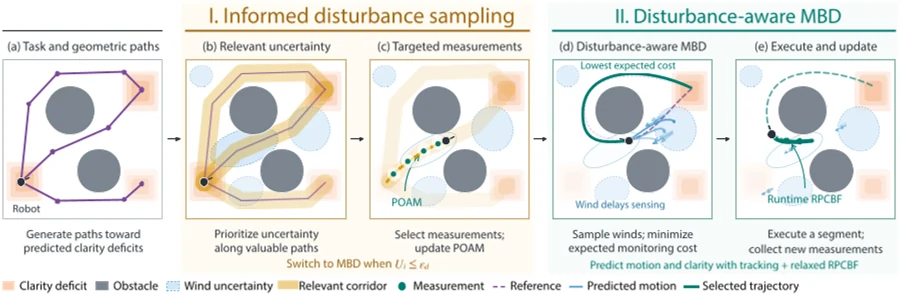 I. Informed disturbance sampling
II. Disturbance-aware MBD
(a) Task and geometric paths
(b) Relevant uncertainty
(c) Targeted measurements
(d) Disturbance-aware MBD
(e) Execute and update
Robot
POAM
Lowest expected cost
Wind delays sensing
Runtime RPCBF
Generate paths toward
predicted clarity deficits
Prioritize uncertainty
along valuable paths
Select measurements;
update POAM
Sample winds; minimize
expected monitoring cost
Execute a segment;
collect new measurements
Switch to MBD when U_i ≤ ε_d
Predict motion and clarity with tracking + relaxed RPCBF
Clarity deficit Obstacle Wind uncertainty Relevant corridor Measurement Reference Predicted motion Selected trajectory